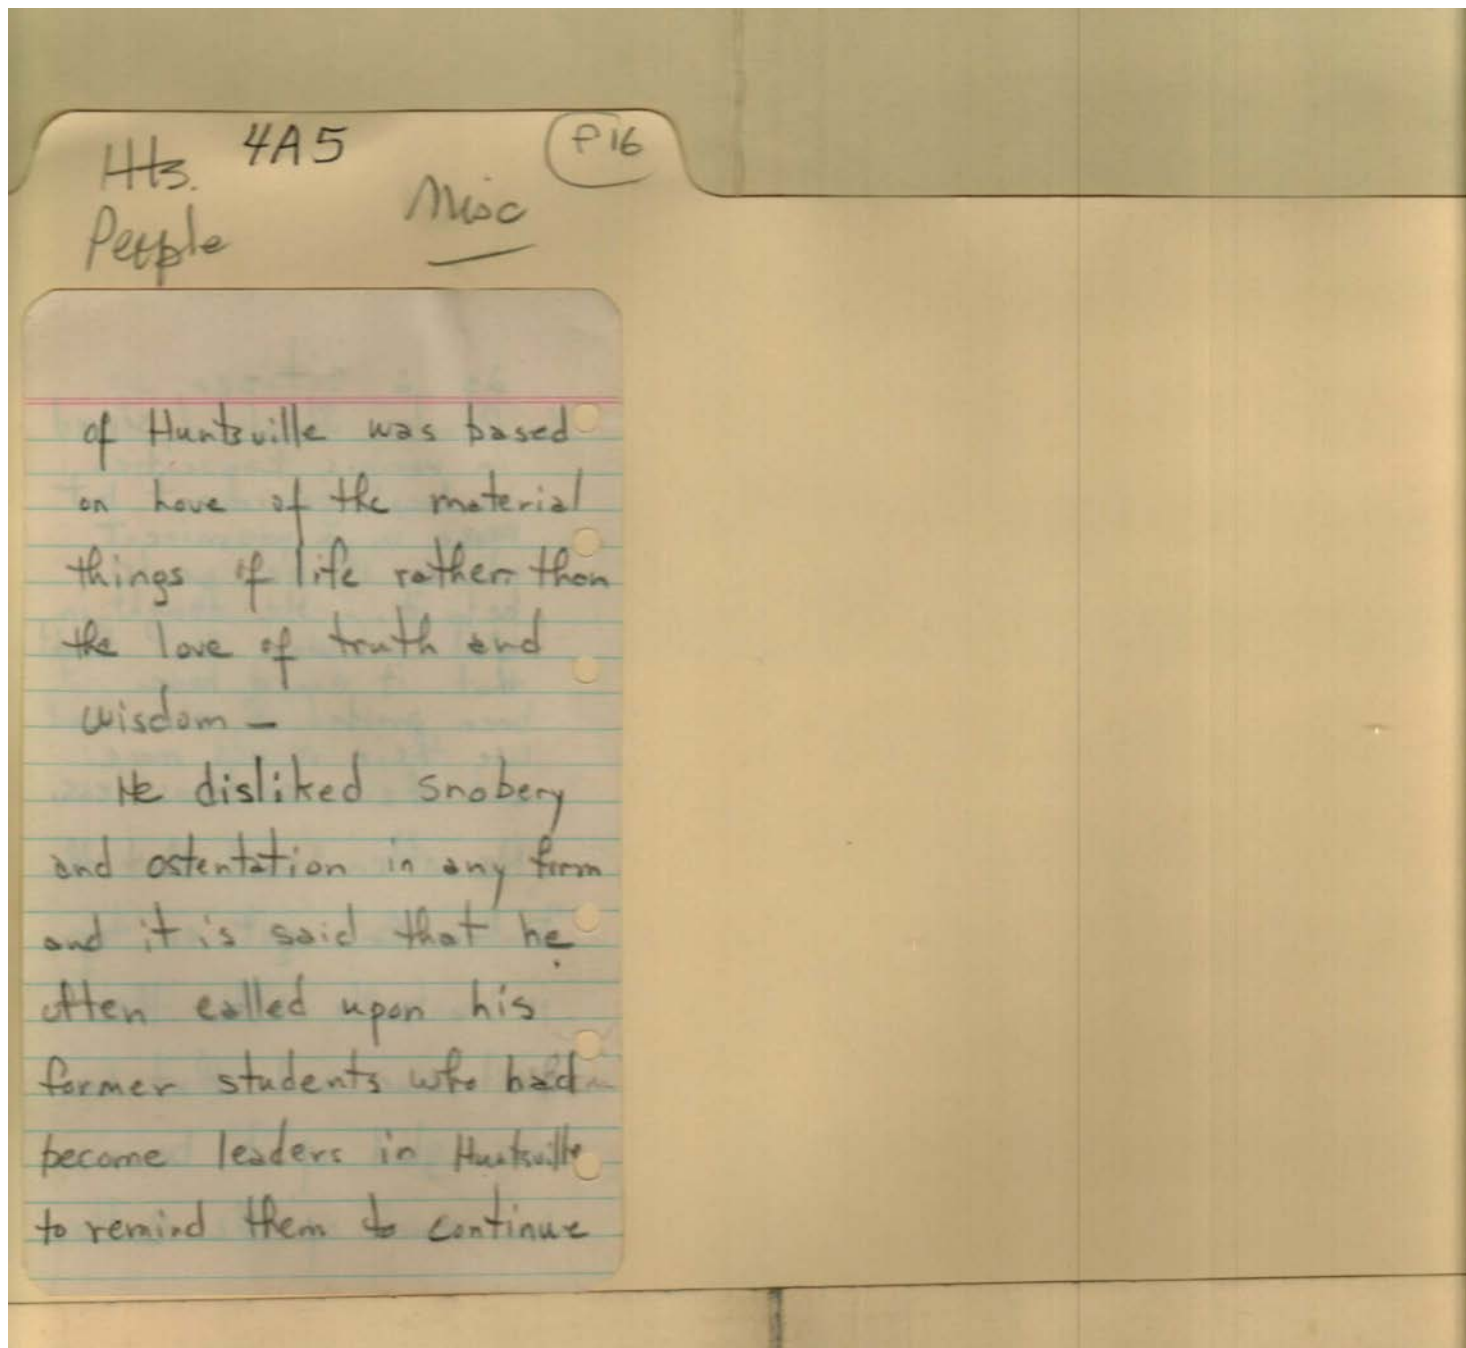 4A5
P16
Hts.
Misc
People
of Huntsville was based
on love of the material
things of life rather than
the love of truth and
wisdom —
He disliked snobery
and ostentation in any form
and it is said that he
often called upon his
former students who had
become leaders in Huntsville
to remind them to continue